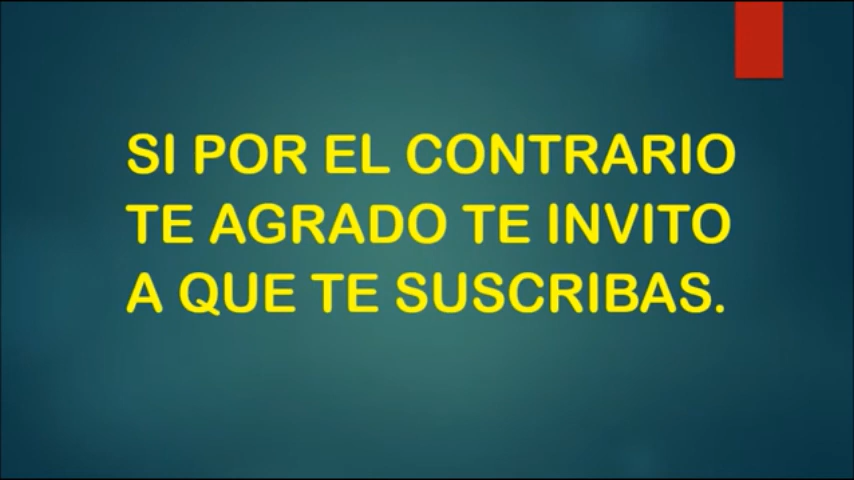 SI POR EL CONTRARIO
TE AGRADO TE INVITO
A QUE TE SUSCRIBAS.